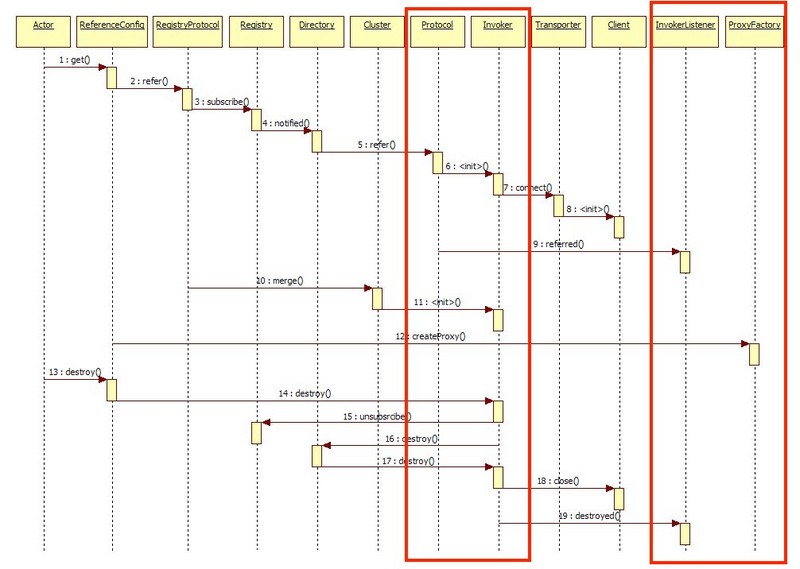 Actor ReferenceConfig RegistryProtocol Registry Directory Cluster Protocol Invoker Transporter Client InvokerListener ProxyFactory
1 : get()
2 : refer()
3 : subscribe()
4 : notified()
5 : refer()
6 : <init>()
7 : connect()
8 : <init>()
9 : referred()
10 : merge()
11 : <init>()
12 : createProxy()
13 : destroy()
14 : destroy()
15 : unsubsrcibe()
16 : destroy()
17 : destroy()
18 : close()
19 : destroyed()